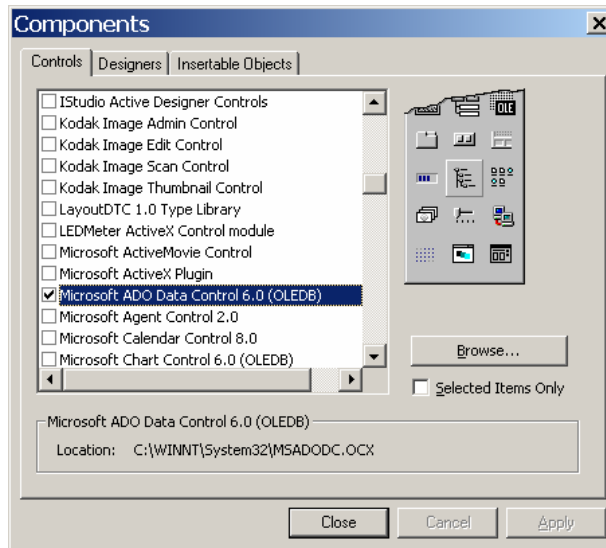 Components
Controls
Designers
Insertable Objects
IStudio Active Designer Controls
Kodak Image Admin Control
Kodak Image Edit Control
Kodak Image Scan Control
Kodak Image Thumbnail Control
LayoutDTC 1.0 Type Library
LEDMeter ActiveX Control module
Microsoft ActiveMovie Control
Microsoft ActiveX Plugin
Microsoft ADO Data Control 6.0 (OLEDB)
Microsoft Agent Control 2.0
Microsoft Calendar Control 8.0
Microsoft Chart Control 6.0 (OLEDB)
OLE
Browse...
Selected Items Only
Microsoft ADO Data Control 6.0 (OLEDB)
Location: C:\WINNT\System32\MSADODC.OCX
Close
Cancel
Apply